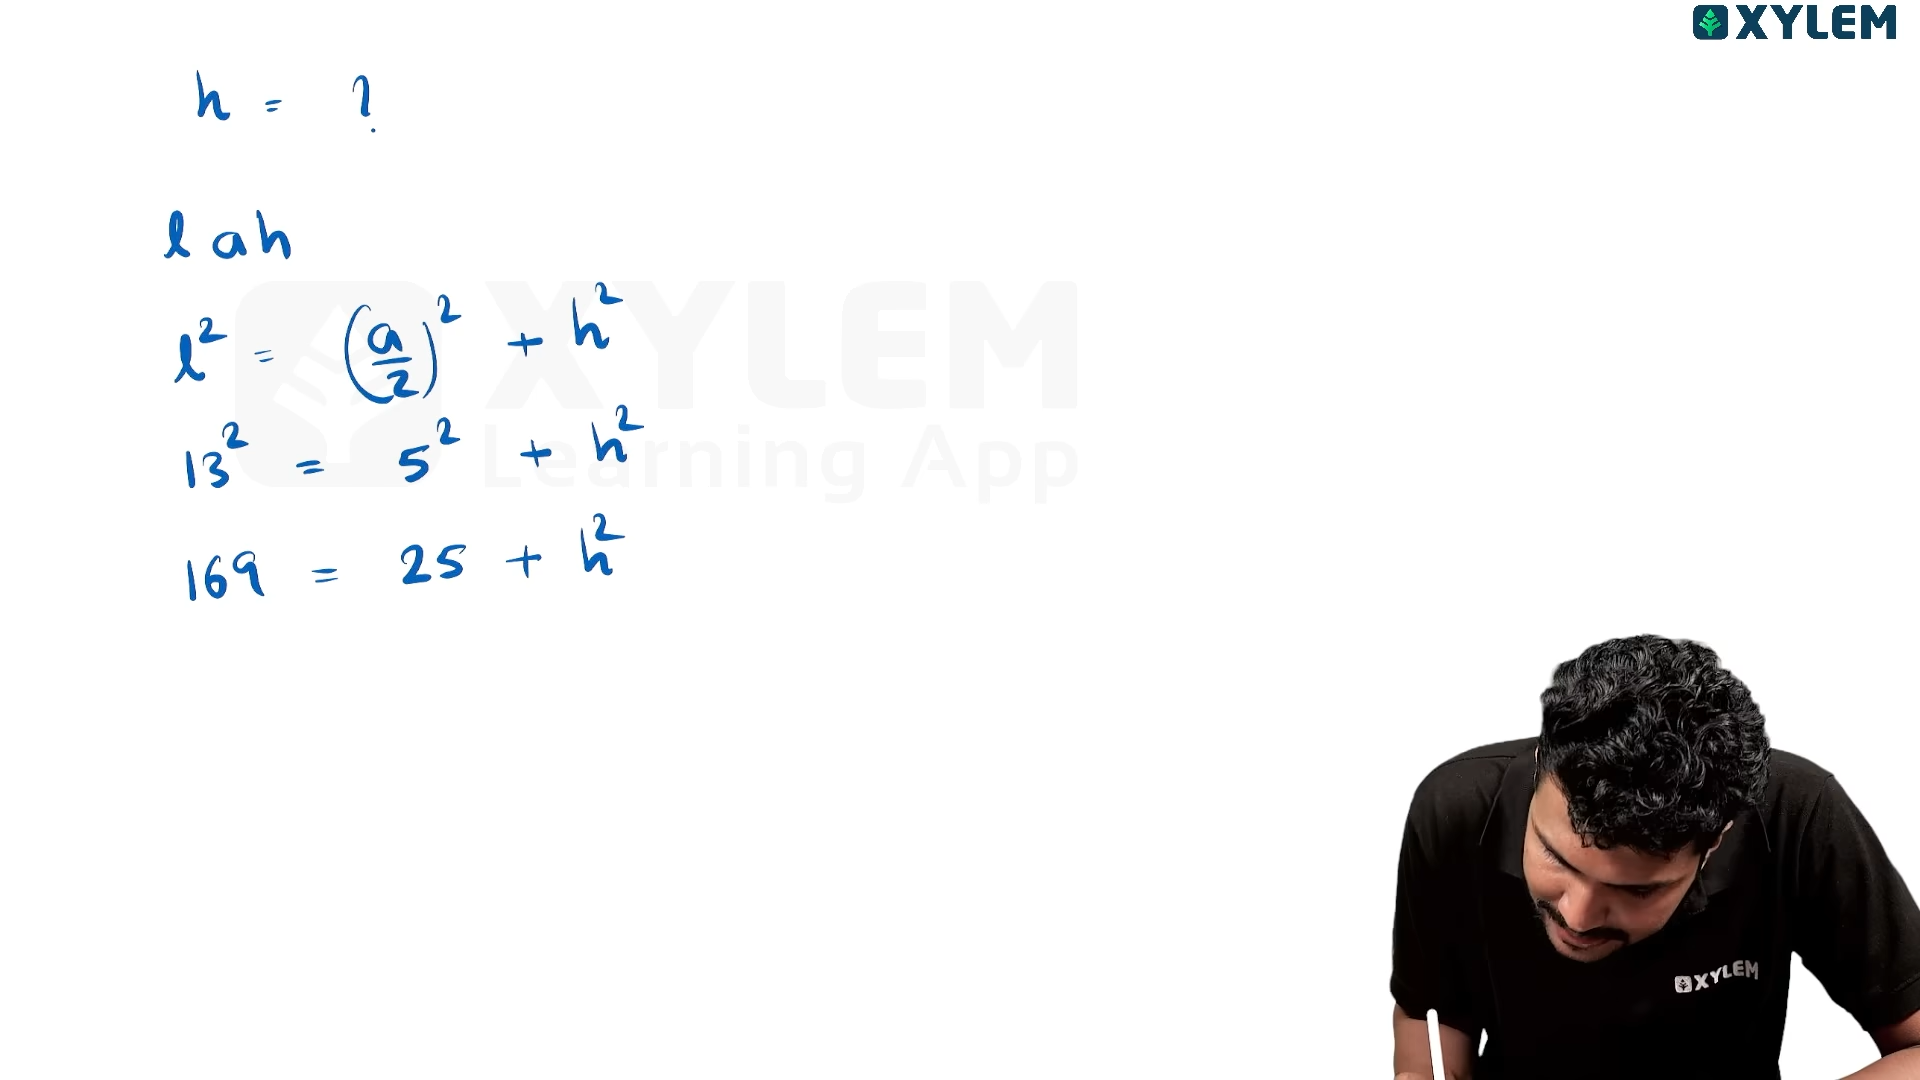 XYLEM
h = ?
l a h
l² = (a/2)² + h²
13² = 5² + h²
169 = 25 + h²
XYLEM
Learning App
XYLEM